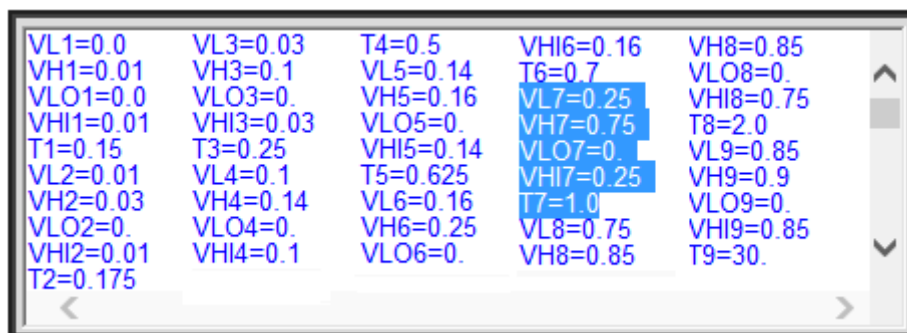 VL1=0.0
VH1=0.01
VLO1=0.0
VHI1=0.01
T1=0.15
VL2=0.01
VH2=0.03
VLO2=0.
VHI2=0.01
T2=0.175
VL3=0.03
VH3=0.1
VLO3=0.
VHI3=0.03
T3=0.25
VL4=0.1
VH4=0.14
VLO4=0.
VHI4=0.1
T4=0.5
VL5=0.14
VH5=0.16
VLO5=0.
VHI5=0.14
T5=0.625
VL6=0.16
VH6=0.25
VLO6=0.
VHI6=0.16
T6=0.7
VL7=0.25
VH7=0.75
VLO7=0.
VHI7=0.25
T7=1.0
VL8=0.75
VH8=0.85
VH8=0.85
VLO8=0.
VHI8=0.75
T8=2.0
VL9=0.85
VH9=0.9
VLO9=0.
VHI9=0.85
T9=30.